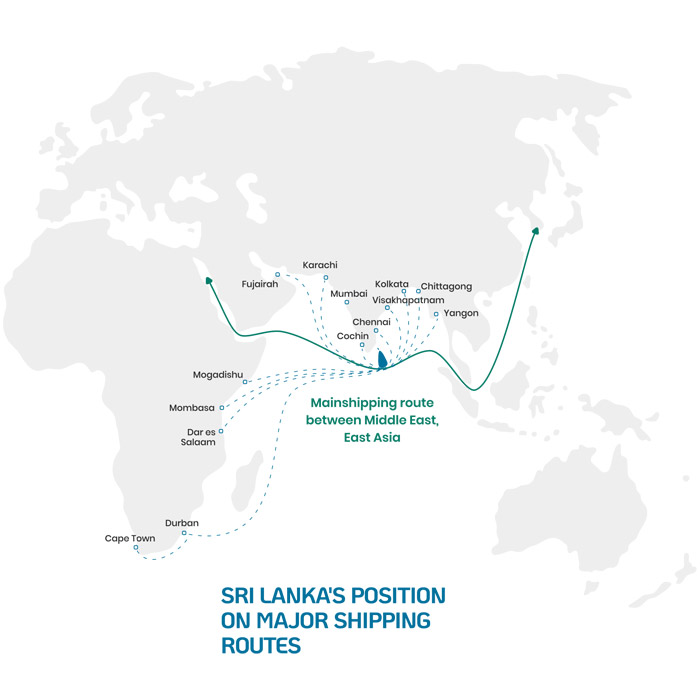 Karachi
Fujairah
Kolkata
Chittagong
Mumbai
Visakhapatnam
Yangon
Chennai
Cochin
Mogadishu
Mombasa
Dar es
Salaam
Mainshipping route
between Middle East,
East Asia
Durban
Cape Town
SRI LANKA'S POSITION
ON MAJOR SHIPPING
ROUTES